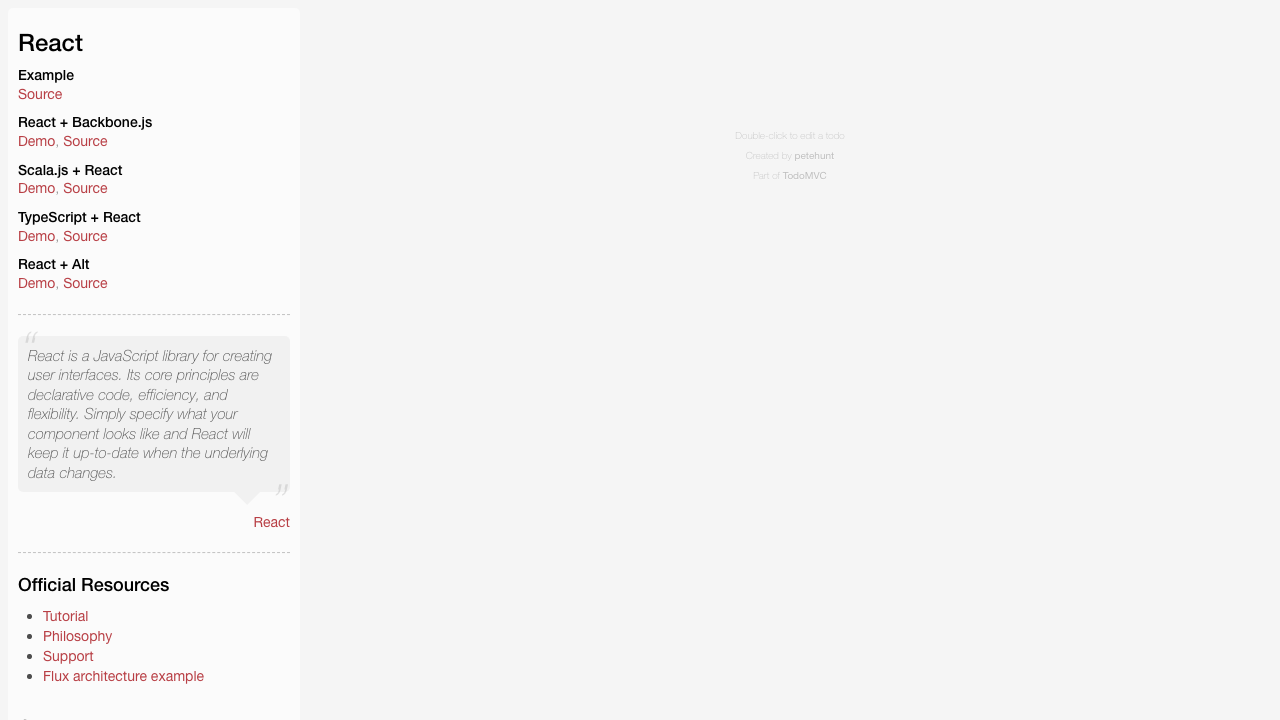 React
Example
Source
React + Backbone.js
Demo, Source
Scala.js + React
Demo, Source
TypeScript + React
Demo, Source
React + Alt
Demo, Source
“
React is a JavaScript library for creating
user interfaces. Its core principles are
declarative code, efficiency, and
flexibility. Simply specify what your
component looks like and React will
keep it up-to-date when the underlying
data changes.
”
React
Official Resources
Tutorial
Philosophy
Support
Flux architecture example
Double-click to edit a todo
Created by petehunt
Part of TodoMVC